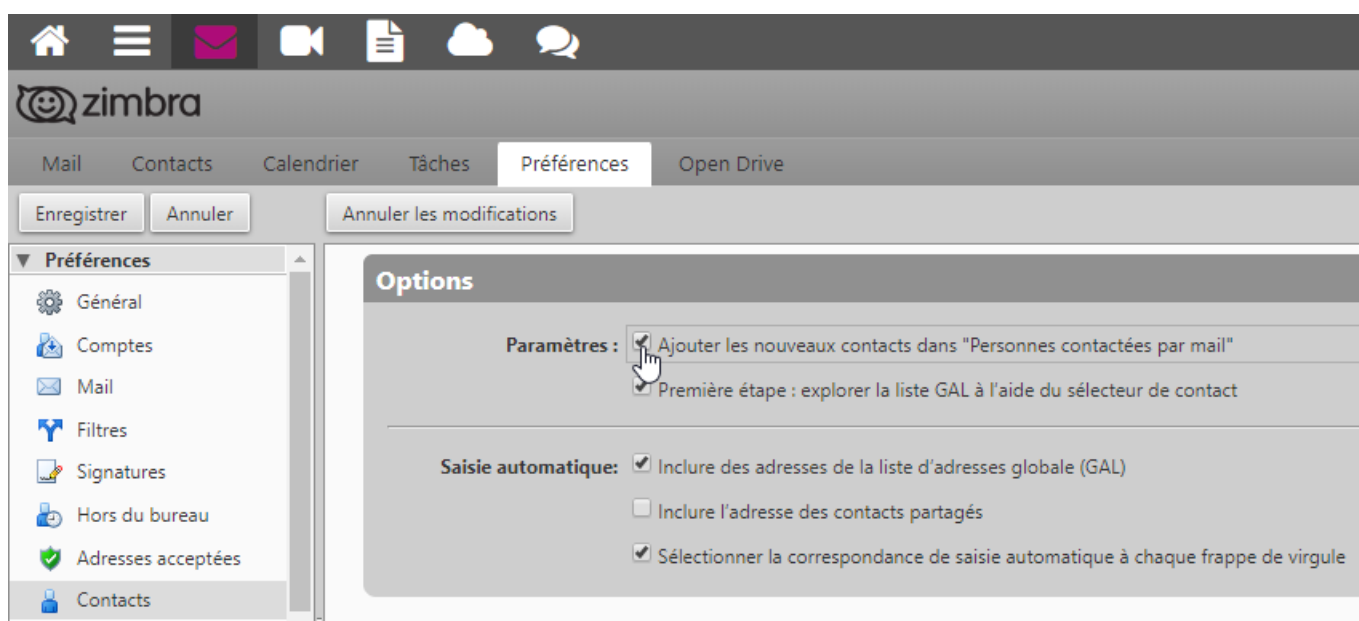 zimbra
Mail Contacts Calendrier Tâches Préférences Open Drive
Enregistrer Annuler Annuler les modifications
Préférences
Général
Comptes
Mail
Filtres
Signatures
Hors du bureau
Adresses acceptées
Contacts
Options
Paramètres : Ajouter les nouveaux contacts dans "Personnes contactées par mail"
Première étape : explorer la liste GAL à l'aide du sélecteur de contact
Saisie automatique: Inclure des adresses de la liste d'adresses globale (GAL)
Inclure l'adresse des contacts partagés
Sélectionner la correspondance de saisie automatique à chaque frappe de virgule